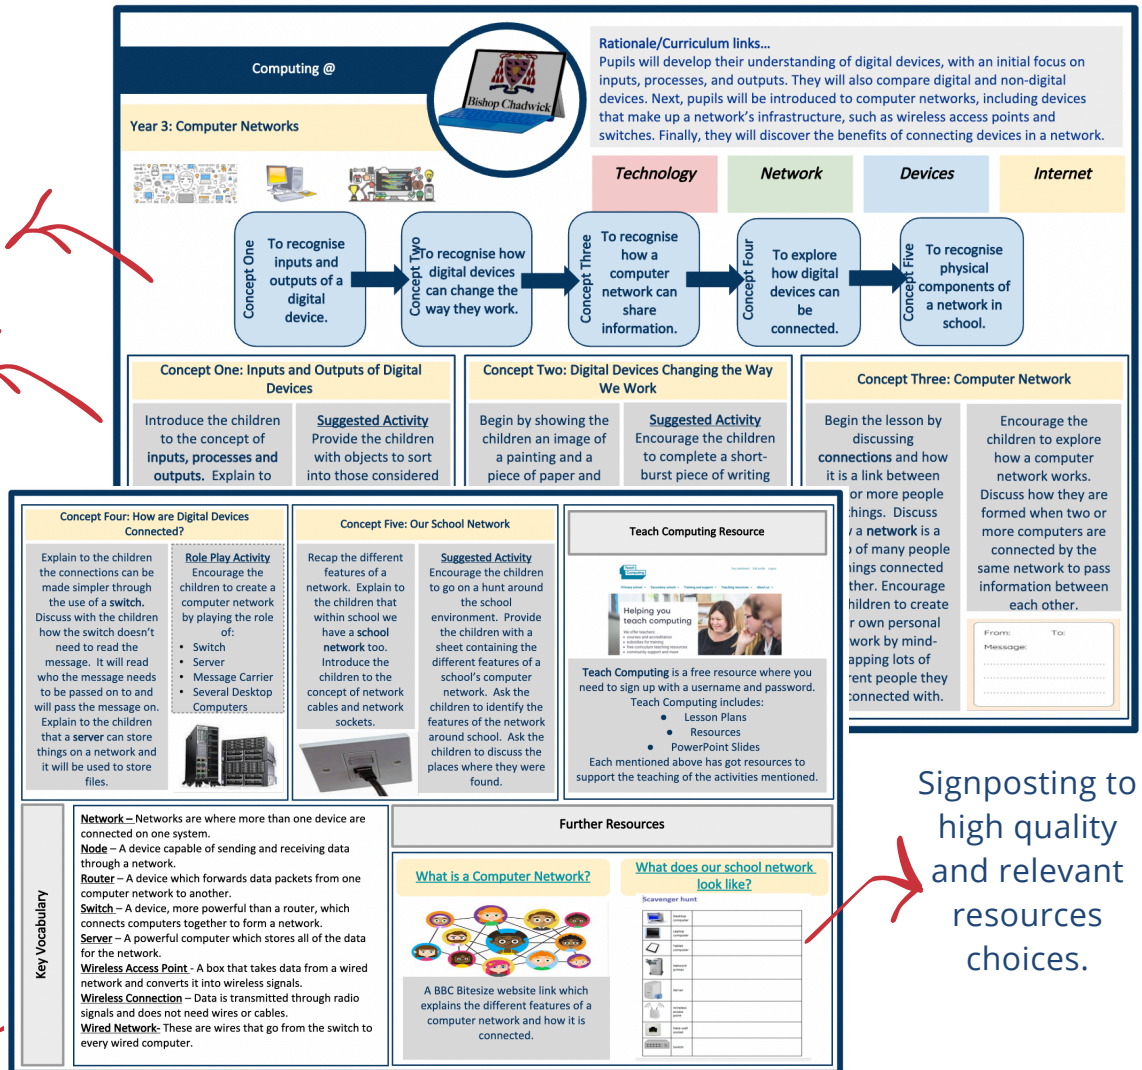 Computing @
Bishop Chadwick
Year 3: Computer Networks
Rationale/Curriculum links...
Pupils will develop their understanding of digital devices, with an initial focus on
inputs, processes, and outputs. They will also compare digital and non-digital
devices. Next, pupils will be introduced to computer networks, including devices
that make up a network's infrastructure, such as wireless access points and
switches. Finally, they will discover the benefits of connecting devices in a network.
Technology
Network
Devices
Internet
Concept One
To recognise
inputs and
outputs of a
digital
device.
Concept Two
To recognise how
digital devices
can change the
way they work.
Concept Three
To recognise
how a
computer
network can
share
information.
Concept Four
To explore
how digital
devices can
be
connected.
Concept Five
To recognise
physical
components of
a network in
school.
Concept One: Inputs and Outputs of Digital
Devices
Introduce the children
to the concept of
inputs, processes and
outputs. Explain to
Suggested Activity
Provide the children
with objects to sort
into those considered
Concept Two: Digital Devices Changing the Way
We Work
Begin by showing the
children an image of
a painting and a
piece of paper and
Suggested Activity
Encourage the children
to complete a short-
burst piece of writing
Concept Three: Computer Network
Begin the lesson by
discussing
connections and how
it is a link between
or more people
things. Discuss
a network is a
of many people
ings connected
ther. Encourage
hildren to create
r own personal
work by mind-
apping lots of
rent people they
connected with.
Encourage the
children to explore
how a computer
network works.
Discuss how they are
formed when two or
more computers are
connected by the
same network to pass
information between
each other.
From: To:
Message:
Concept Four: How are Digital Devices
Connected?
Explain to the children
the connections can be
made simpler through
the use of a switch.
Discuss with the children
how the switch doesn't
need to read the
message. It will read
who the message needs
to be passed on to and
will pass the message on.
Explain to the children
that a server can store
things on a network and
it will be used to store
files.
Role Play Activity
Encourage the
children to create a
computer network
by playing the role
of:
• Switch
• Server
• Message Carrier
• Several Desktop
Computers
Concept Five: Our School Network
Recap the different
features of a
network. Explain to
the children that
within school we
have a school
network too.
Introduce the
children to the
concept of network
cables and network
sockets.
Suggested Activity
Encourage the children
to go on a hunt around
the school
environment. Provide
the children with a
sheet containing the
different features of a
school's computer
network. Ask the
children to identify the
features of the network
around school. Ask the
children to discuss the
places where they were
found.
Teach Computing Resource
Helping you
teach computing
We offer teachers:
Teach Computing is a free resource where you
need to sign up with a username and password.
Teach Computing includes:
● Lesson Plans
● Resources
● PowerPoint Slides
Each mentioned above has got resources to
support the teaching of the activities mentioned.
Key Vocabulary
Network – Networks are where more than one device are
connected on one system.
Node – A device capable of sending and receiving data
through a network.
Router – A device which forwards data packets from one
computer network to another.
Switch – A device, more powerful than a router, which
connects computers together to form a network.
Server – A powerful computer which stores all of the data
for the network.
Wireless Access Point - A box that takes data from a wired
network and converts it into wireless signals.
Wireless Connection – Data is transmitted through radio
signals and does not need wires or cables.
Wired Network- These are wires that go from the switch to
every wired computer.
Further Resources
What is a Computer Network?
A BBC Bitesize website link which
explains the different features of a
computer network and how it is
connected.
What does our school network
look like?
Scavenger hunt
Signposting to
high quality
and relevant
resources
choices.